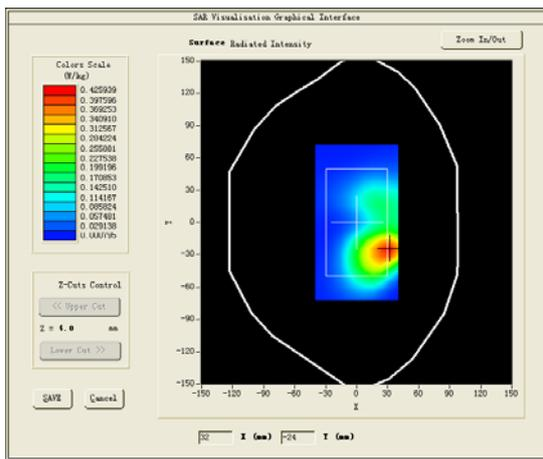 SAR Visualisation Graphical Interface
Surface Radiated Intensity
Zoom In/Out
Colors Scale
(W/kg)
0.425939
0.397596
0.369253
0.340910
0.312567
0.284224
0.255881
0.227538
0.199196
0.170853
0.142510
0.114167
0.085824
0.057481
0.029138
0.000795
Z-Cuts Control
<< Upper Cut
Z = 4.0 mm
Lower Cut >>
SAVE Cancel
150
120
90
60
30
0
-30
-60
-90
-120
-150
Y
-150 -120 -90 -60 -30 0 30 60 90 120 150
X
32 X (mm) -24 Y (mm)